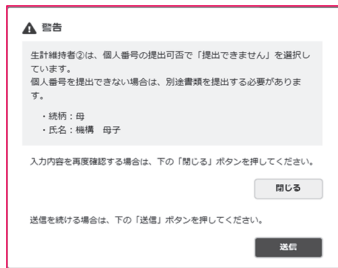 警告
生計維持者②は、個人番号の提出可否で「提出できません」を選択し
ています。
個人番号を提出できない場合は、別途書類を提出する必要がありま
す。
・続柄：母
・氏名：機構　母子
入力内容を再度確認する場合は、下の「閉じる」ボタンを押してください。
閉じる
送信を続ける場合は、下の「送信」ボタンを押してください。
送信